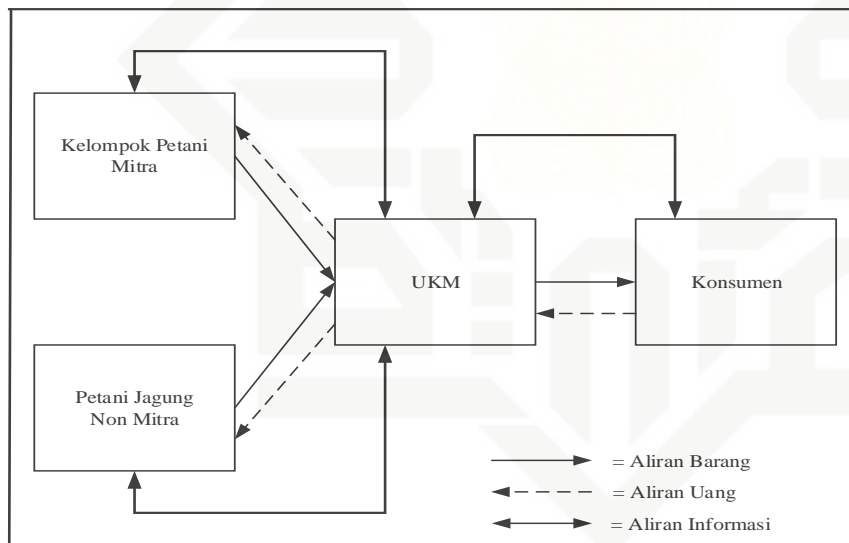 Kelompok Petani
Mitra
UKM
Konsumen
Petani Jagung
Non Mitra
= Aliran Barang
= Aliran Uang
= Aliran Informasi